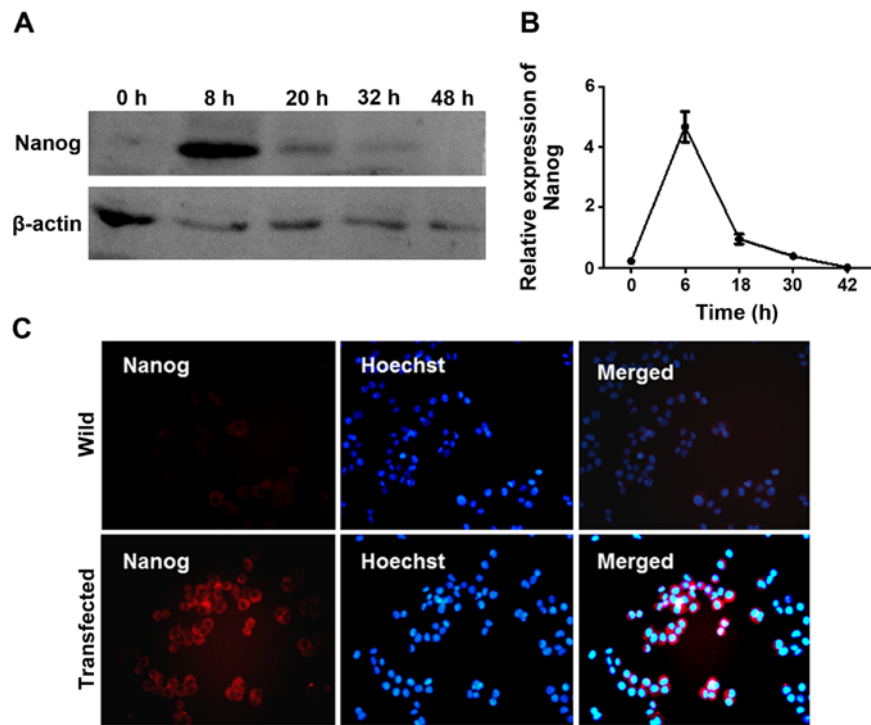 A
0 h 8 h 20 h 32 h 48 h
Nanog
β-actin
B
Relative expression of
Nanog
6
4
2
0
0 6 18 30 42
Time (h)
C
Wild
Nanog Hoechst Merged
Transfected
Nanog Hoechst Merged